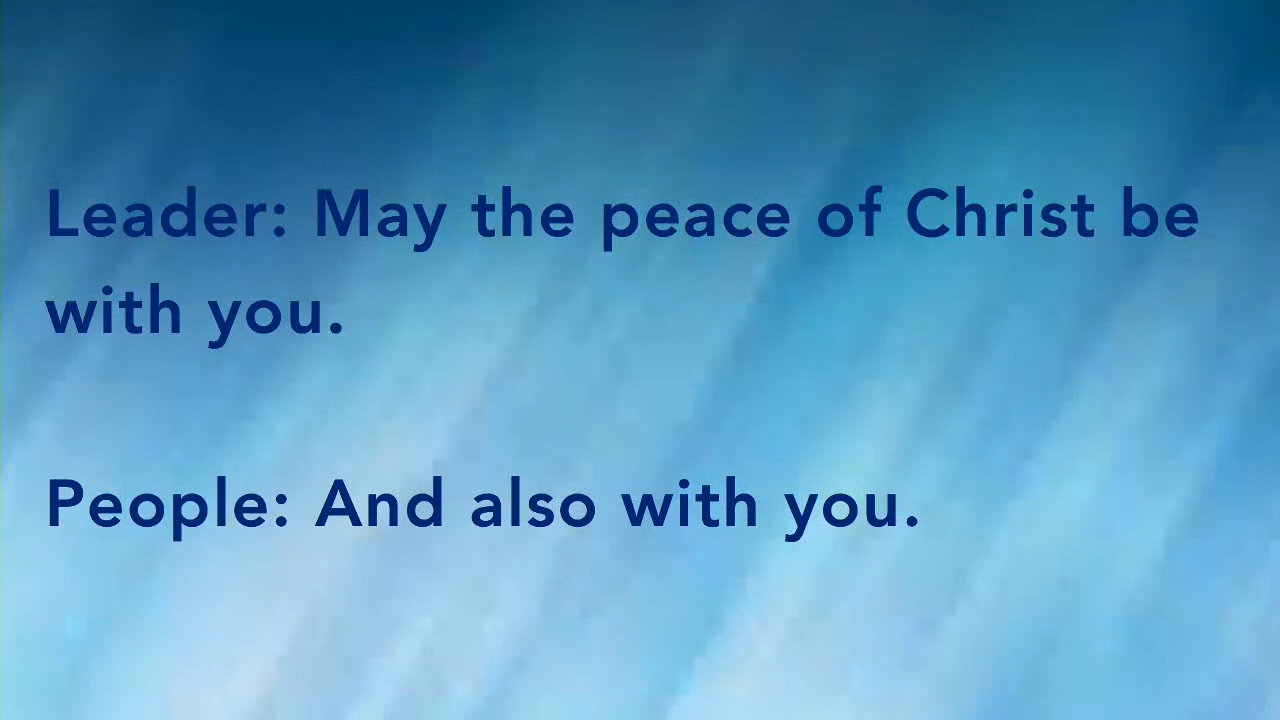 Leader: May the peace of Christ be
with you.
People: And also with you.